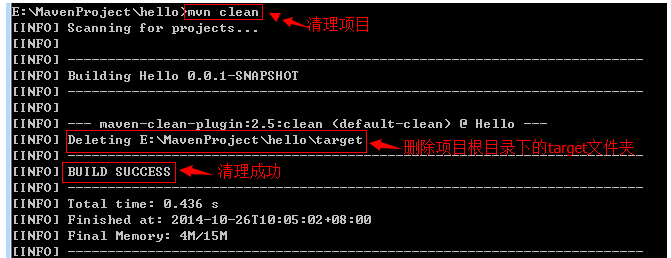 E:\MavenProject\hello>mvn clean
清理项目
[INFO] Scanning for projects...
[INFO]
[INFO] ------------------------------------------------------------------------
[INFO] Building Hello 0.0.1-SNAPSHOT
[INFO] ------------------------------------------------------------------------
[INFO]
[INFO] --- maven-clean-plugin:2.5:clean (default-clean) @ Hello ---
[INFO] Deleting E:\MavenProject\hello\target
删除项目根目录下的target文件夹
[INFO] ------------------------------------------------------------------------
[INFO] BUILD SUCCESS
清理成功
[INFO] ------------------------------------------------------------------------
[INFO] Total time: 0.436 s
[INFO] Finished at: 2014-10-26T10:05:02+08:00
[INFO] Final Memory: 4M/15M
[INFO] ------------------------------------------------------------------------